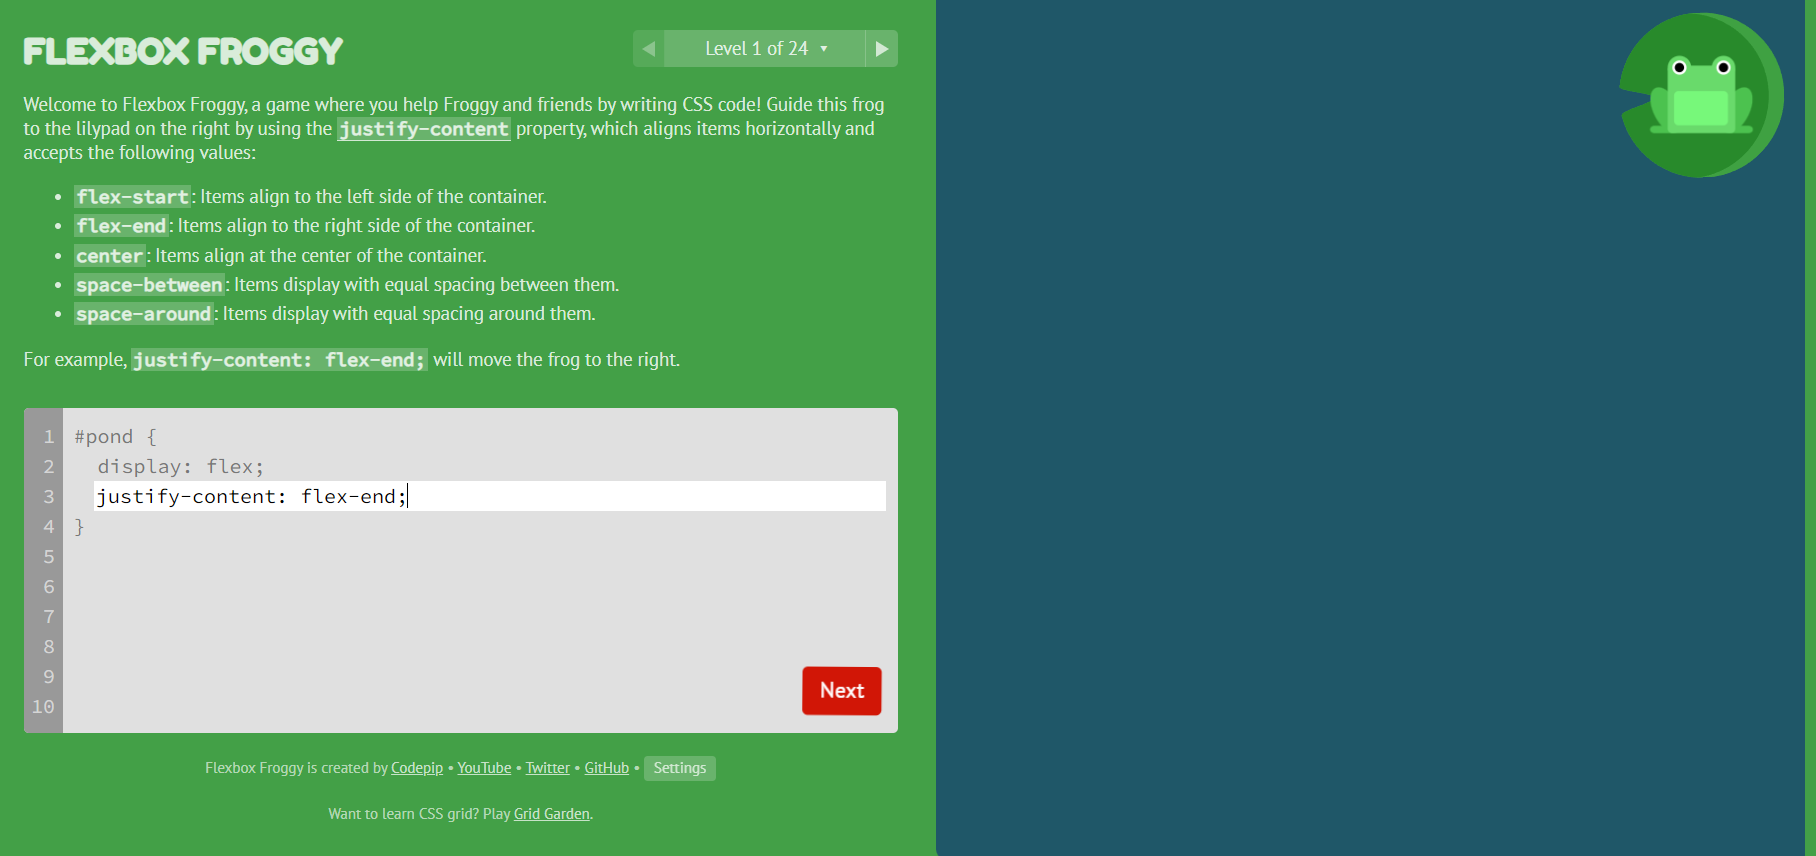 FLEXBOX FROGGY
◀ Level 1 of 24 ▼ ▶
Welcome to Flexbox Froggy, a game where you help Froggy and friends by writing CSS code! Guide this frog
to the lilypad on the right by using the justify-content property, which aligns items horizontally and
accepts the following values:
• flex-start: Items align to the left side of the container.
• flex-end: Items align to the right side of the container.
• center: Items align at the center of the container.
• space-between: Items display with equal spacing between them.
• space-around: Items display with equal spacing around them.
For example, justify-content: flex-end; will move the frog to the right.
1 #pond {
2 display: flex;
3 justify-content: flex-end;
4 }
5
6
7
8
9
10
Next
Flexbox Froggy is created by Codepip • YouTube • Twitter • GitHub • Settings
Want to learn CSS grid? Play Grid Garden.